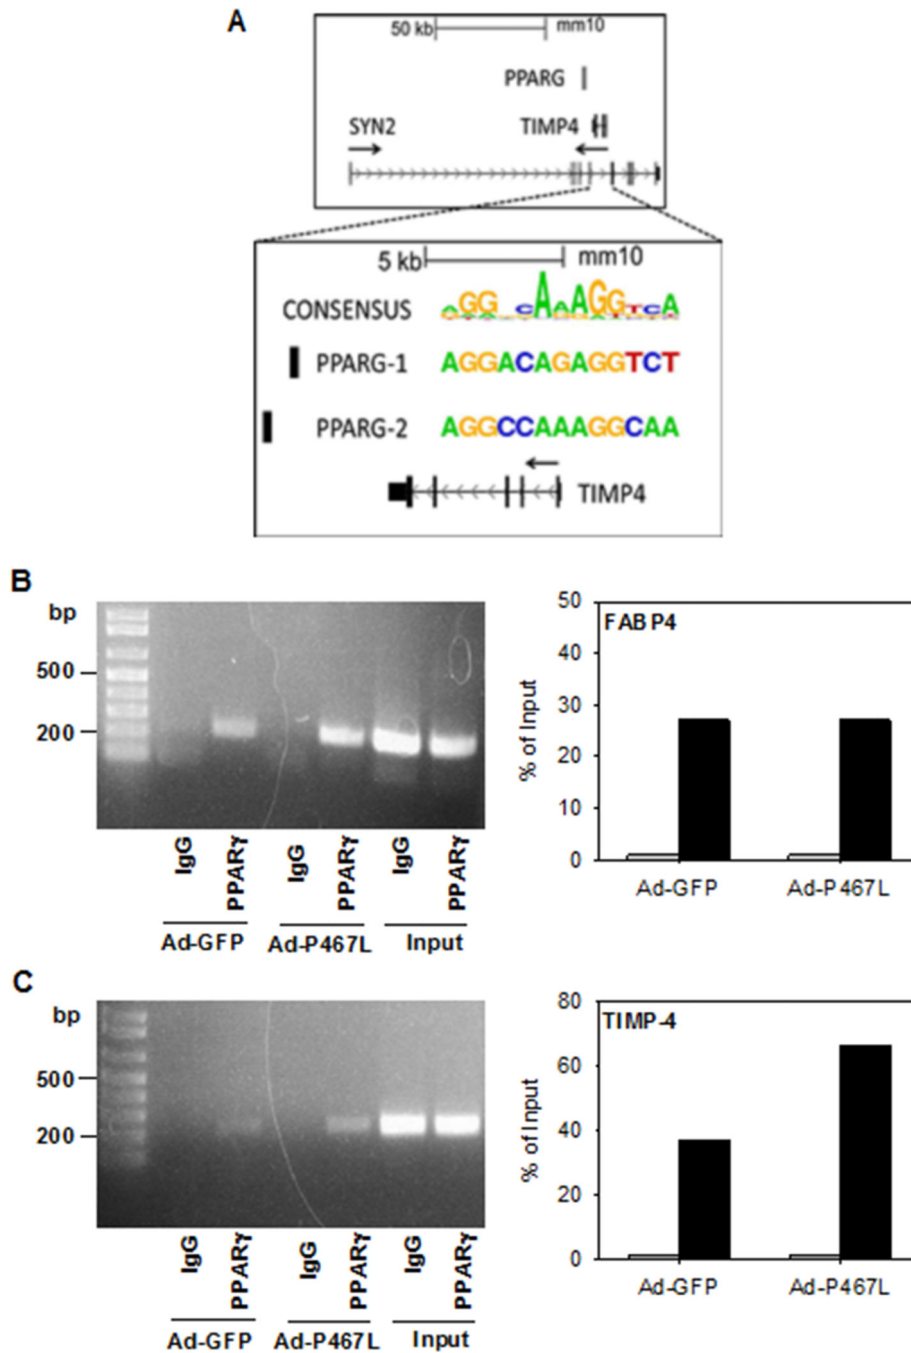 A
50 kb mm10
PPARG
SYN2 TIMP4
5 kb mm10
CONSENSUS
PPARG-1 AGGACAGAGGTCT
PPARG-2 AGGCCAAAGGCAA
TIMP4
B
bp
500
200
IgG PPARγ IgG PPARγ IgG PPARγ
Ad-GFP Ad-P467L Input
50
40
30
20
10
0
% of Input
FABP4
Ad-GFP Ad-P467L
C
bp
500
200
IgG PPARγ IgG PPARγ IgG PPARγ
Ad-GFP Ad-P467L Input
80
60
40
20
0
% of Input
TIMP-4
Ad-GFP Ad-P467L